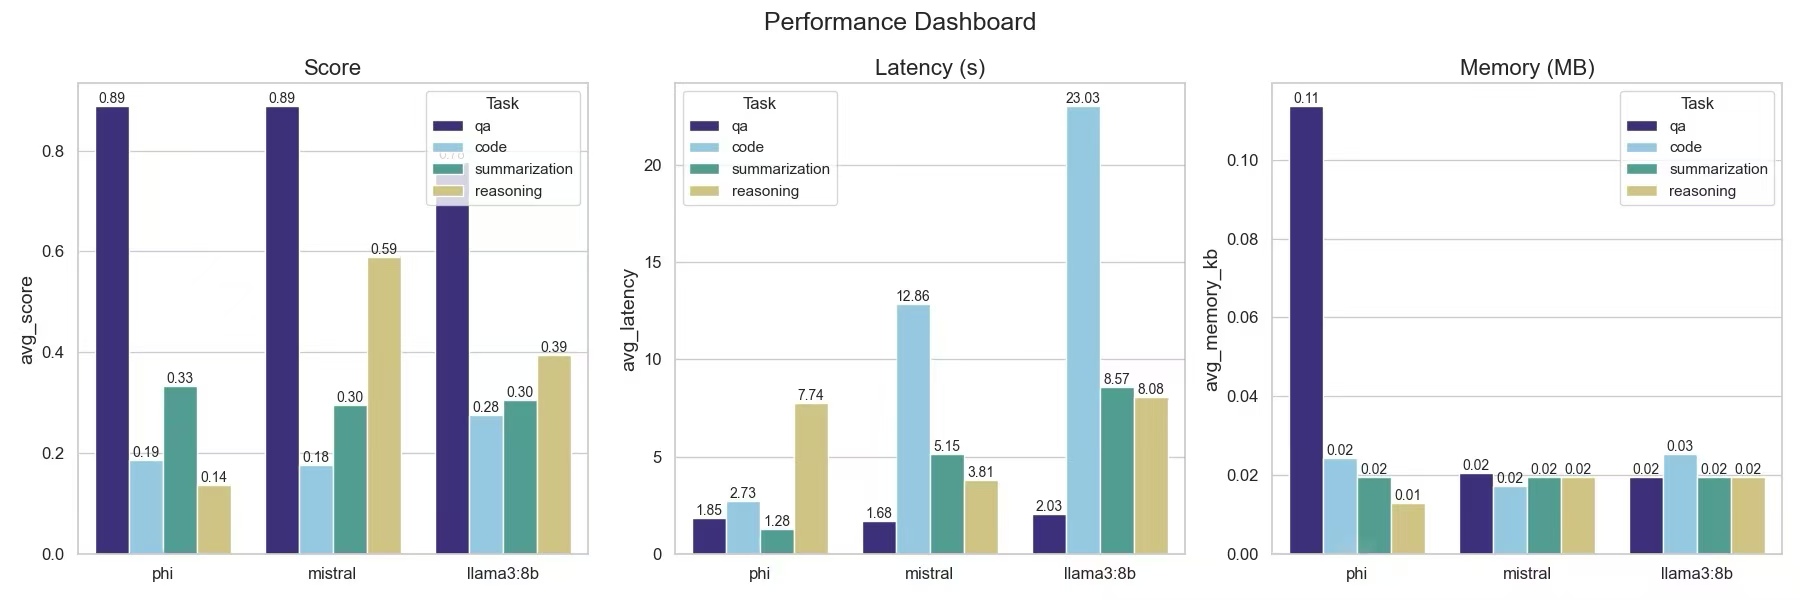 Performance Dashboard
Score
avg_score
0.0
0.2
0.4
0.6
0.8
0.89
0.19
0.33
0.14
0.89
0.18
0.30
0.59
0.78
0.28
0.30
0.39
Task
qa
code
summarization
reasoning
phi
mistral
llama3:8b
Latency (s)
avg_latency
0
5
10
15
20
1.85
2.73
1.28
7.74
1.68
12.86
5.15
3.81
2.03
23.03
8.57
8.08
Task
qa
code
summarization
reasoning
phi
mistral
llama3:8b
Memory (MB)
avg_memory_kb
0.00
0.02
0.04
0.06
0.08
0.10
0.11
0.02
0.02
0.01
0.02
0.02
0.02
0.02
0.02
0.03
0.02
0.02
Task
qa
code
summarization
reasoning
phi
mistral
llama3:8b